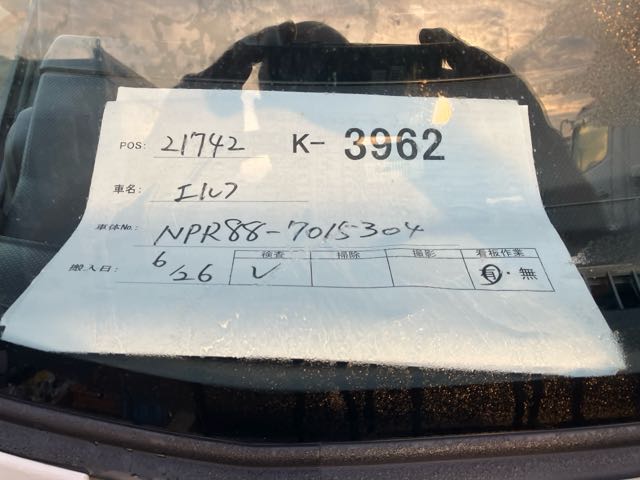 POS: 21742 K- 3962
車名: エルフ
車体No.: NPR88-7015304
搬入日: 6/26 検査 掃除 撮影 看板作業
✓ 有・無